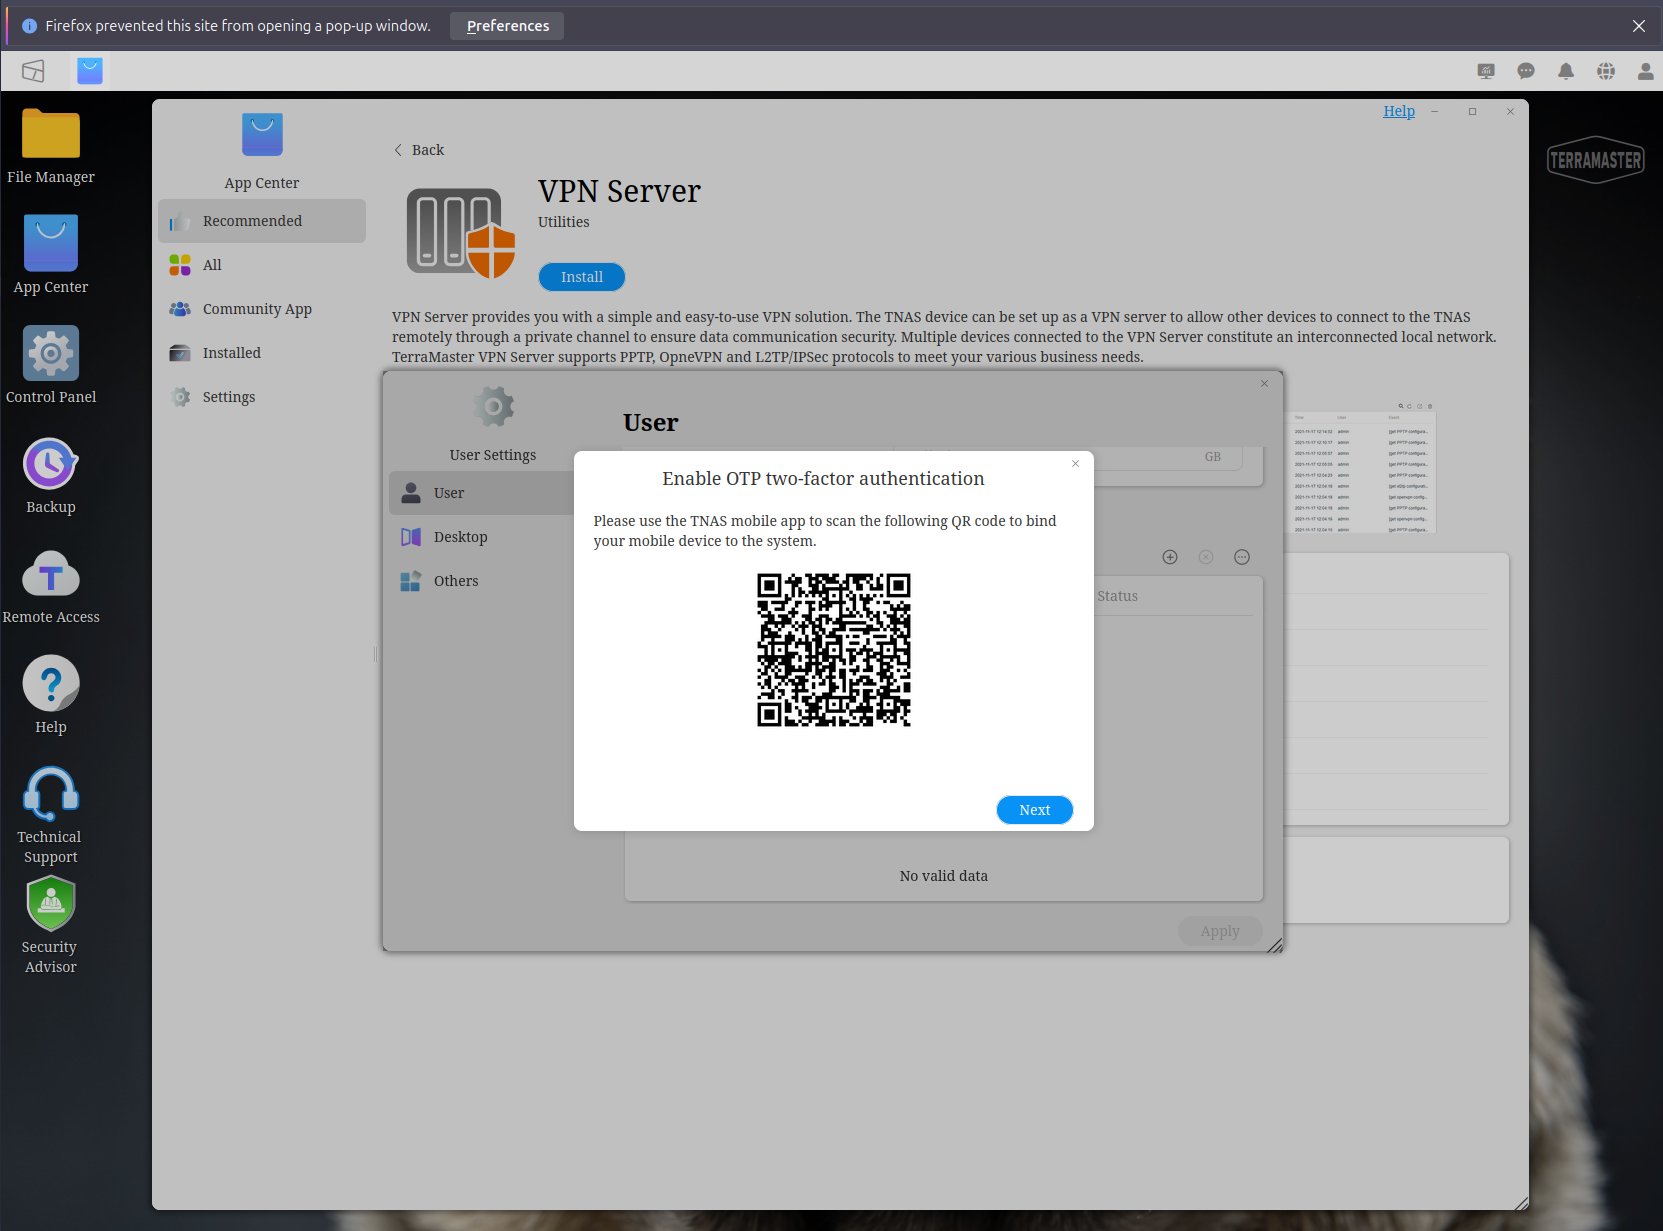 Firefox prevented this site from opening a pop-up window.
Preferences
File Manager
App Center
Control Panel
Backup
Remote Access
Help
Technical
Support
Security
Advisor
Help
App Center
Recommended
All
Community App
Installed
Settings
Back
VPN Server
Utilities
Install
VPN Server provides you with a simple and easy-to-use VPN solution. The TNAS device can be set up as a VPN server to allow other devices to connect to the TNAS
remotely through a private channel to ensure data communication security. Multiple devices connected to the VPN Server constitute an interconnected local network.
TerraMaster VPN Server supports PPTP, OpneVPN and L2TP/IPSec protocols to meet your various business needs.
User Settings
User
Desktop
Others
User
GB
Status
No valid data
Apply
Enable OTP two-factor authentication
Please use the TNAS mobile app to scan the following QR code to bind
your mobile device to the system.
Next
TERRAMASTER